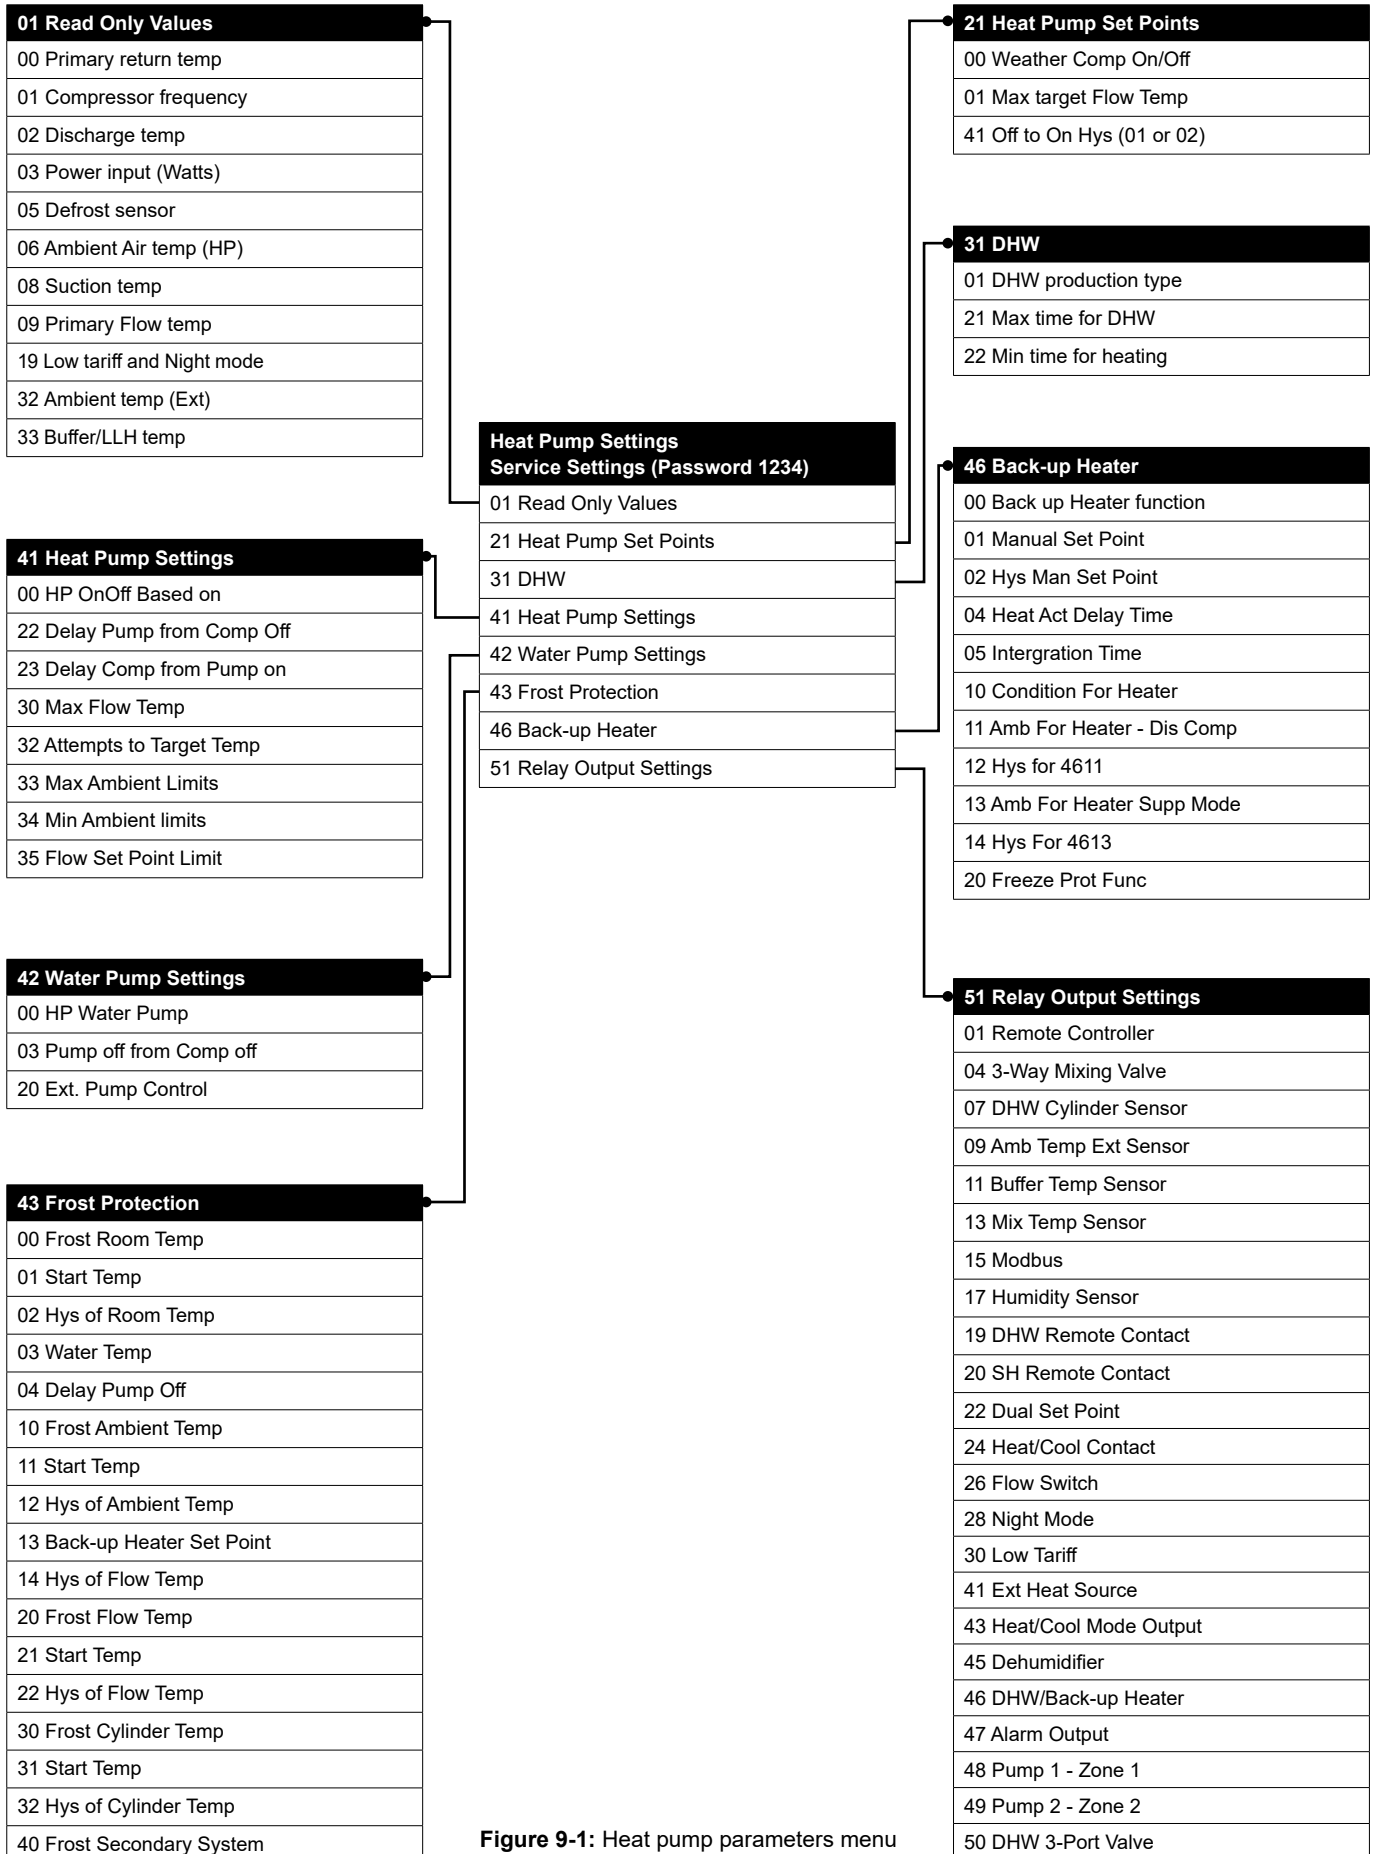 01 Read Only Values
00 Primary return temp
01 Compressor frequency
02 Discharge temp
03 Power input (Watts)
05 Defrost sensor
06 Ambient Air temp (HP)
08 Suction temp
09 Primary Flow temp
19 Low tariff and Night mode
32 Ambient temp (Ext)
33 Buffer/LLH temp
41 Heat Pump Settings
00 HP OnOff Based on
22 Delay Pump from Comp Off
23 Delay Comp from Pump on
30 Max Flow Temp
32 Attempts to Target Temp
33 Max Ambient Limits
34 Min Ambient limits
35 Flow Set Point Limit
42 Water Pump Settings
00 HP Water Pump
03 Pump off from Comp off
20 Ext. Pump Control
43 Frost Protection
00 Frost Room Temp
01 Start Temp
02 Hys of Room Temp
03 Water Temp
04 Delay Pump Off
10 Frost Ambient Temp
11 Start Temp
12 Hys of Ambient Temp
13 Back-up Heater Set Point
14 Hys of Flow Temp
20 Frost Flow Temp
21 Start Temp
22 Hys of Flow Temp
30 Frost Cylinder Temp
31 Start Temp
32 Hys of Cylinder Temp
40 Frost Secondary System
Heat Pump Settings
Service Settings (Password 1234)
01 Read Only Values
21 Heat Pump Set Points
31 DHW
41 Heat Pump Settings
42 Water Pump Settings
43 Frost Protection
46 Back-up Heater
51 Relay Output Settings
Figure 9-1: Heat pump parameters menu
21 Heat Pump Set Points
00 Weather Comp On/Off
01 Max target Flow Temp
41 Off to On Hys (01 or 02)
31 DHW
01 DHW production type
21 Max time for DHW
22 Min time for heating
46 Back-up Heater
00 Back up Heater function
01 Manual Set Point
02 Hys Man Set Point
04 Heat Act Delay Time
05 Intergration Time
10 Condition For Heater
11 Amb For Heater - Dis Comp
12 Hys for 4611
13 Amb For Heater Supp Mode
14 Hys For 4613
20 Freeze Prot Func
51 Relay Output Settings
01 Remote Controller
04 3-Way Mixing Valve
07 DHW Cylinder Sensor
09 Amb Temp Ext Sensor
11 Buffer Temp Sensor
13 Mix Temp Sensor
15 Modbus
17 Humidity Sensor
19 DHW Remote Contact
20 SH Remote Contact
22 Dual Set Point
24 Heat/Cool Contact
26 Flow Switch
28 Night Mode
30 Low Tariff
41 Ext Heat Source
43 Heat/Cool Mode Output
45 Dehumidifier
46 DHW/Back-up Heater
47 Alarm Output
48 Pump 1 - Zone 1
49 Pump 2 - Zone 2
50 DHW 3-Port Valve